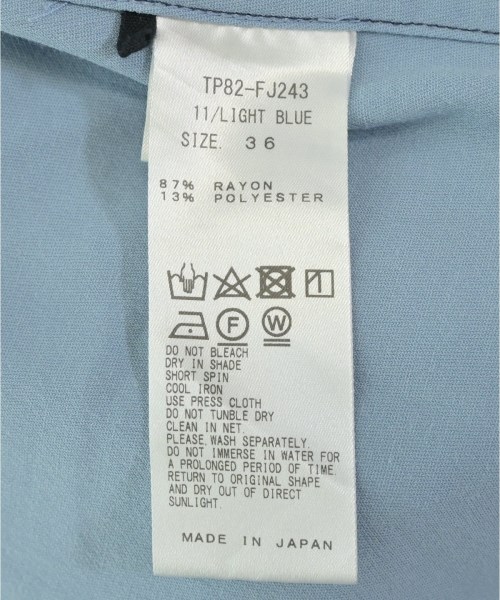 TP82-FJ243
11/LIGHT BLUE
SIZE. 36
87% RAYON
13% POLYESTER
F W
DO NOT BLEACH
DRY IN SHADE
SHORT SPIN
COOL IRON
USE PRESS CLOTH
DO NOT TUNBLE DRY
CLEAN IN NET.
PLEASE, WASH SEPARATELY.
DO NOT IMMERSE IN WATER FOR
A PROLONGED PERIOD OF TIME.
RETURN TO ORIGINAL SHAPE
AND DRY OUT OF DIRECT
SUNLIGHT.
MADE IN JAPAN